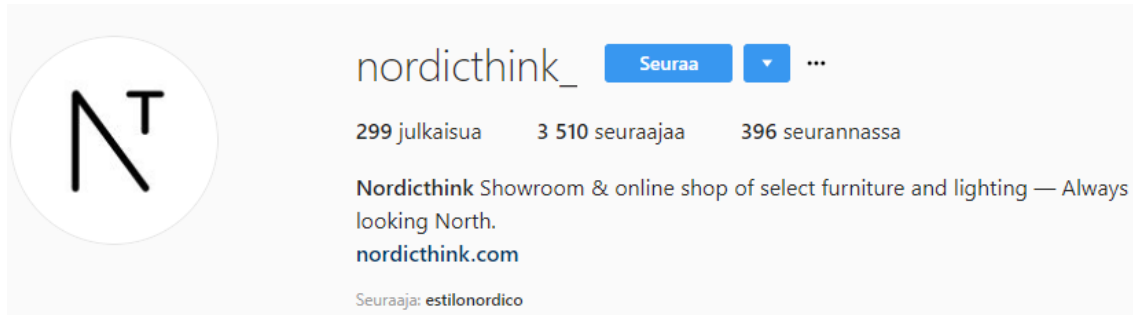 NT
nordicthink_ Seuraa ...
299 julkaisua 3 510 seuraajaa 396 seurannassa
Nordicthink Showroom & online shop of select furniture and lighting — Always
looking North.
nordicthink.com
Seuraaja: estilonordico